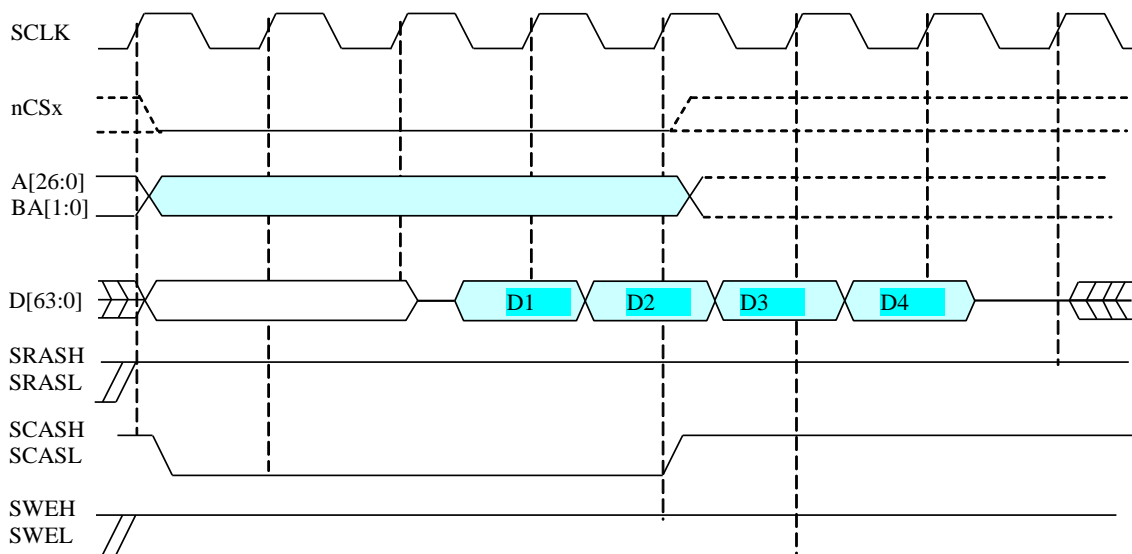 SCLK
nCSx
A[26:0]
BA[1:0]
D[63:0]
D1 D2 D3 D4
SRASH
SRASL
SCASH
SCASL
SWEH
SWEL